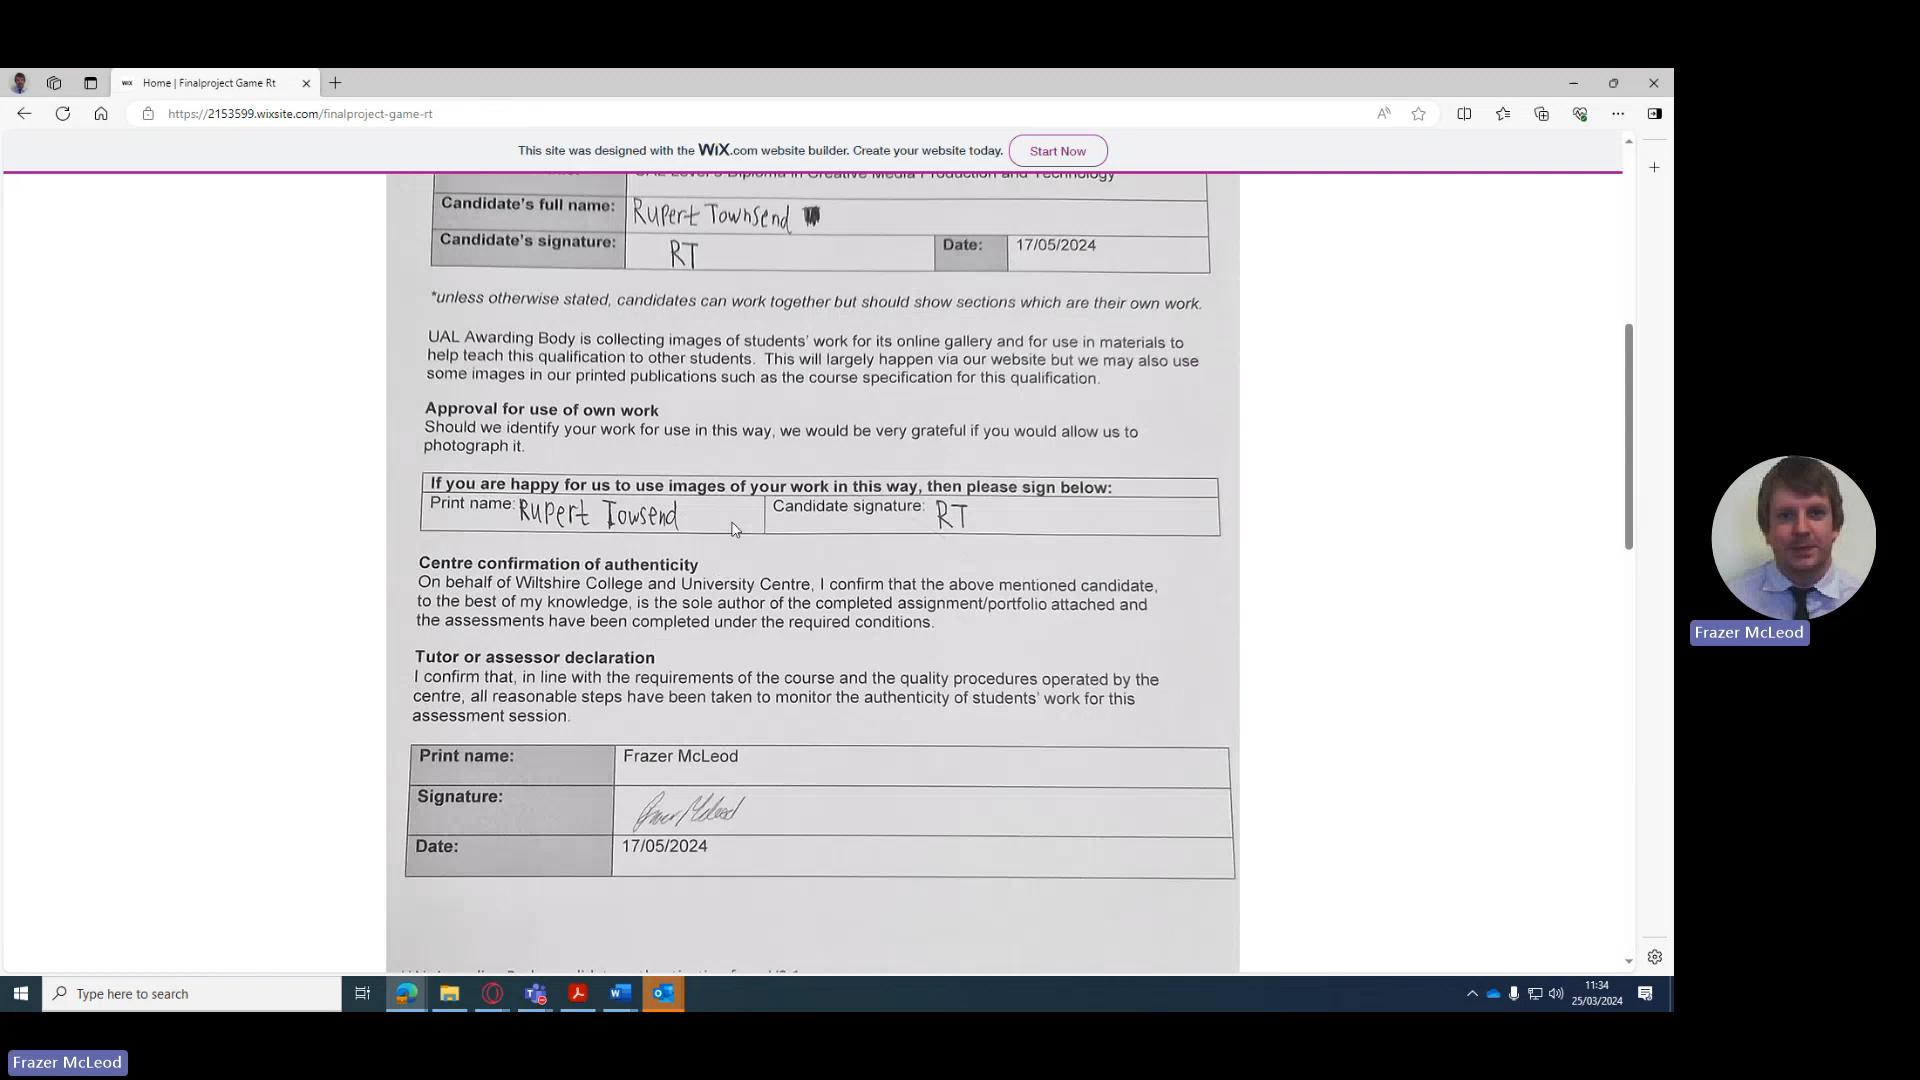 Home | Finalproject Game Rt
https://2153599.wixsite.com/finalproject-game-rt
This site was designed with the WiX.com website builder. Create your website today. Start Now
UAL Level 3 Diploma in Creative Media Production and Technology
Candidate's full name: Rupert Townsend
Candidate's signature: RT Date: 17/05/2024
*unless otherwise stated, candidates can work together but should show sections which are their own work.
UAL Awarding Body is collecting images of students' work for its online gallery and for use in materials to
help teach this qualification to other students. This will largely happen via our website but we may also use
some images in our printed publications such as the course specification for this qualification.
Approval for use of own work
Should we identify your work for use in this way, we would be very grateful if you would allow us to
photograph it.
If you are happy for us to use images of your work in this way, then please sign below:
Print name: Rupert Towsend Candidate signature: RT
Centre confirmation of authenticity
On behalf of Wiltshire College and University Centre, I confirm that the above mentioned candidate,
to the best of my knowledge, is the sole author of the completed assignment/portfolio attached and
the assessments have been completed under the required conditions.
Tutor or assessor declaration
I confirm that, in line with the requirements of the course and the quality procedures operated by the
centre, all reasonable steps have been taken to monitor the authenticity of students' work for this
assessment session.
Print name: Frazer McLeod
Signature: Frazer McLeod
Date: 17/05/2024
Frazer McLeod
Type here to search
11:34
25/03/2024
Frazer McLeod